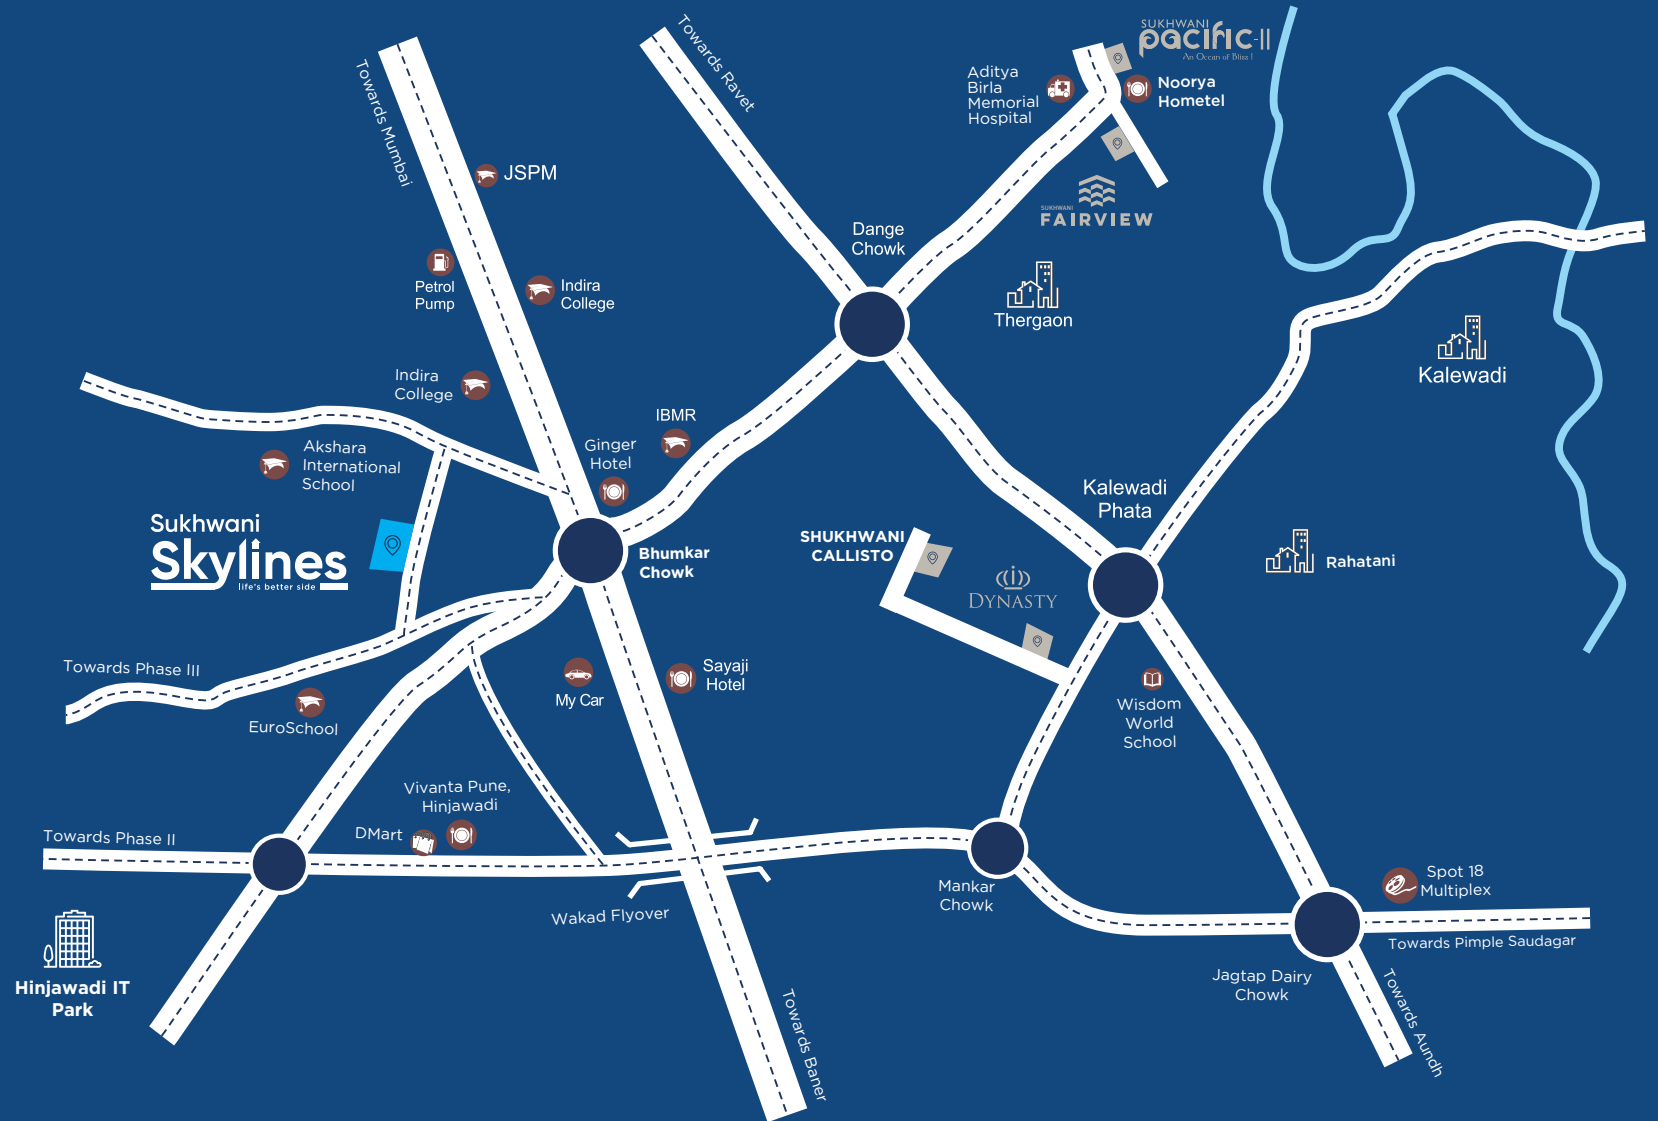 SUKHWANI
pacific-II
An Ocean of Bliss !
Towards Ravet
Towards Mumbai
Aditya
Birla
Memorial
Hospital
Noorya
Hometel
JSPM
SUKHWANI
FAIRVIEW
Dange
Chowk
Petrol
Pump
Indira
College
Thergaon
Kalewadi
Indira
College
IBMR
Ginger
Hotel
Akshara
International
School
Kalewadi
Phata
Sukhwani
Skylines
life's better side
SHUKHWANI
CALLISTO
Bhumkar
Chowk
DYNASTY
Rahatani
Towards Phase III
Sayaji
Hotel
My Car
EuroSchool
Wisdom
World
School
Vivanta Pune,
Hinjawadi
DMart
Towards Phase II
Spot 18
Multiplex
Mankar
Chowk
Wakad Flyover
Towards Pimple Saudagar
Hinjawadi IT
Park
Jagtap Dairy
Chowk
Towards Baner
Towards Aundh